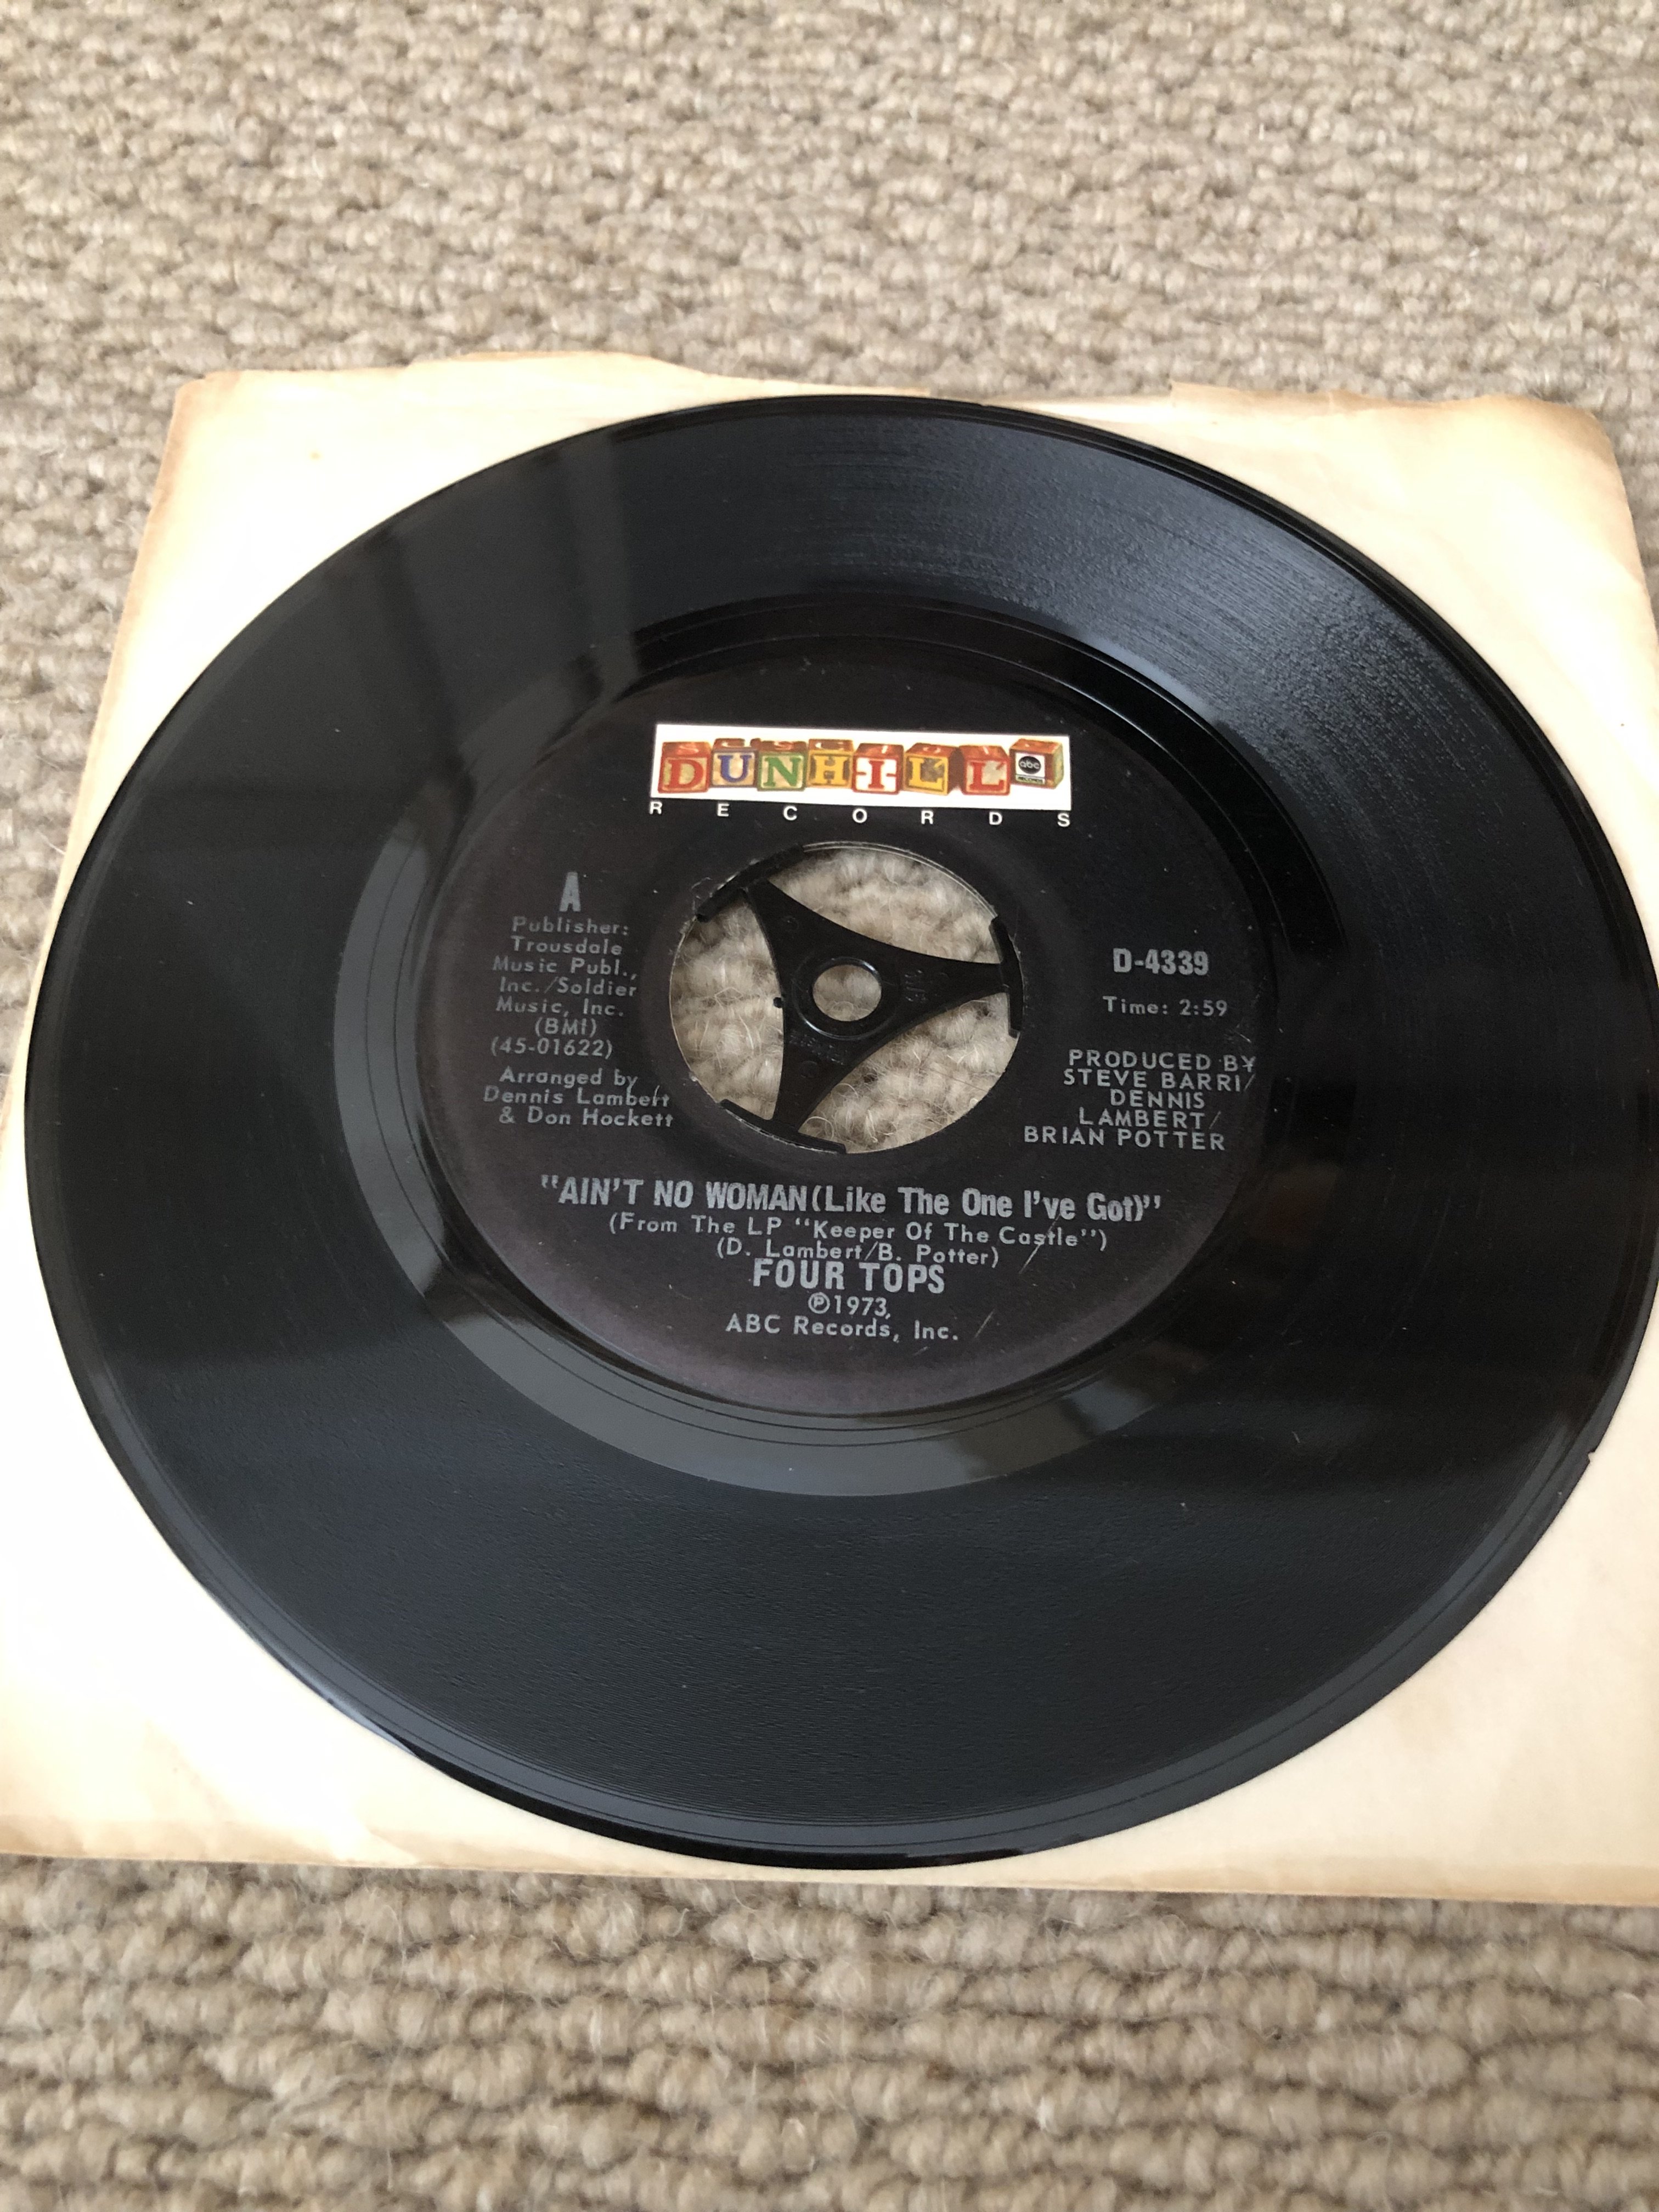 DUNHILL
abc
RECORDS
A
Publisher:
Trousdale
Music Publ.,
Inc./Soldier
Music, Inc.
(BMI)
(45-01622)
Arranged by
Dennis Lambert
& Don Hockett
D-4339
Time: 2:59
PRODUCED BY
STEVE BARRI/
DENNIS
LAMBERT/
BRIAN POTTER
"AIN'T NO WOMAN(Like The One I've Got)"
(From The LP "Keeper Of The Castle")
(D. Lambert/B. Potter)
FOUR TOPS
℗1973,
ABC Records, Inc.